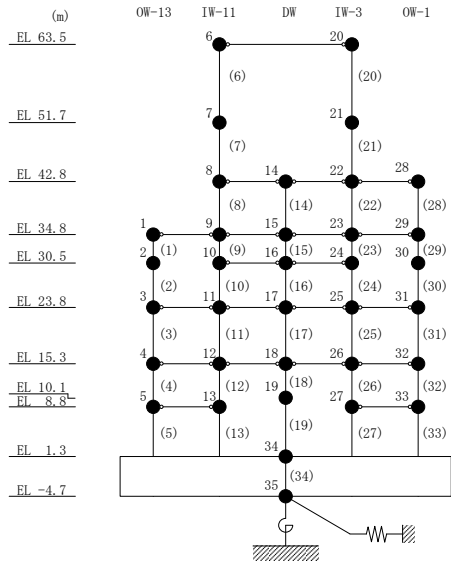 (m) OW-13 IW-11 DW IW-3 OW-1
EL 63.5 6 20
(6) (20)
EL 51.7 7 21
(7) (21)
EL 42.8 8 14 22 28
(8) (14) (22) (28)
EL 34.8 1 9 15 23 29
(1) (9) (15) (23) (29)
EL 30.5 2 10 16 24 30
(2) (10) (16) (24) (30)
EL 23.8 3 11 17 25 31
(3) (11) (17) (25) (31)
EL 15.3 4 12 18 26 32
(4) (12) (18) (26) (32)
EL 10.1 19
EL 8.8 5 13 27 33
(5) (13) (19) (27) (33)
EL 1.3 34
(34)
EL -4.7 35